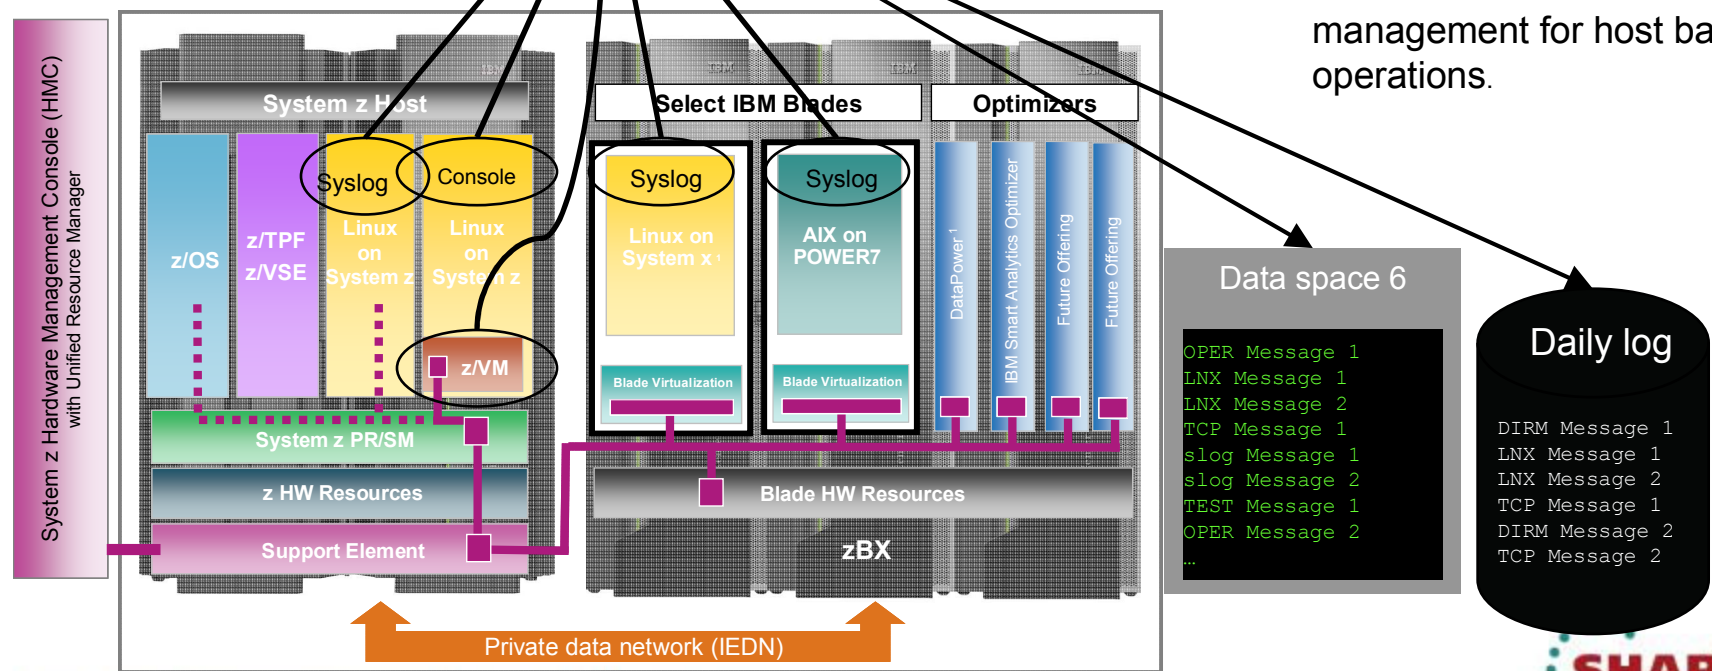 management for host ba
operations.
System z Hardware Management Console (HMC)
with Unified Resource Manager
IBM
IBM
IBM
IBM
System z Host
Select IBM Blades
Optimizers
z/OS
z/TPF
z/VSE
Syslog
Linux
on
System z
Console
Linux
on
System z
z/VM
Syslog
Linux on
System x 1
Blade Virtualization
Syslog
AIX on
POWER7
Blade Virtualization
DataPower 1
IBM Smart Analytics Optimizer
Future Offering
Future Offering
System z PR/SM
z HW Resources
Support Element
Blade HW Resources
zBX
Private data network (IEDN)
Data space 6
OPER Message 1
LNX Message 1
LNX Message 2
TCP Message 1
slog Message 1
slog Message 2
TEST Message 1
OPER Message 2
…
Daily log
DIRM Message 1
LNX Message 1
LNX Message 2
TCP Message 1
DIRM Message 2
TCP Message 2